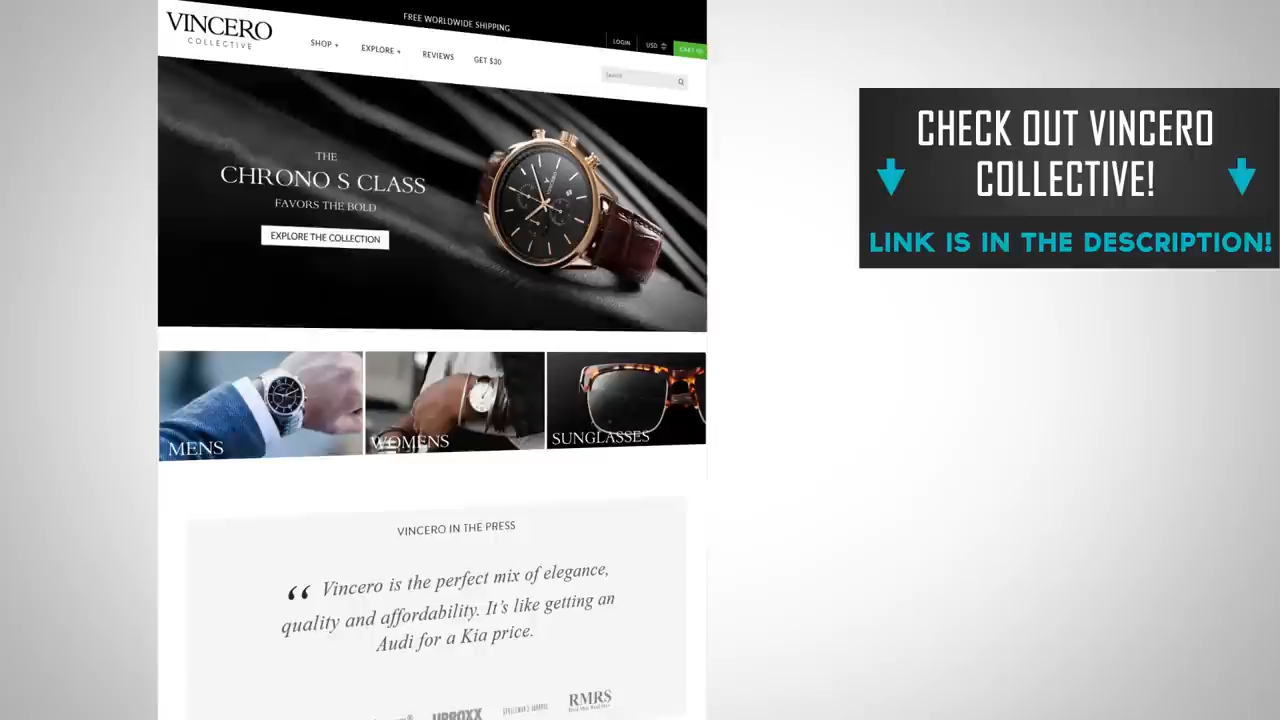 FREE WORLDWIDE SHIPPING
VINCERO
COLLECTIVE
SHOP +
EXPLORE +
REVIEWS
GET $30
LOGIN
USD
Search
THE
CHRONO S CLASS
FAVORS THE BOLD
EXPLORE THE COLLECTION
MENS
WOMENS
SUNGLASSES
VINCERO IN THE PRESS
“ Vincero is the perfect mix of elegance,
quality and affordability. It's like getting an
Audi for a Kia price.
UPROXX
RMRS
CHECK OUT VINCERO
COLLECTIVE!
LINK IS IN THE DESCRIPTION!